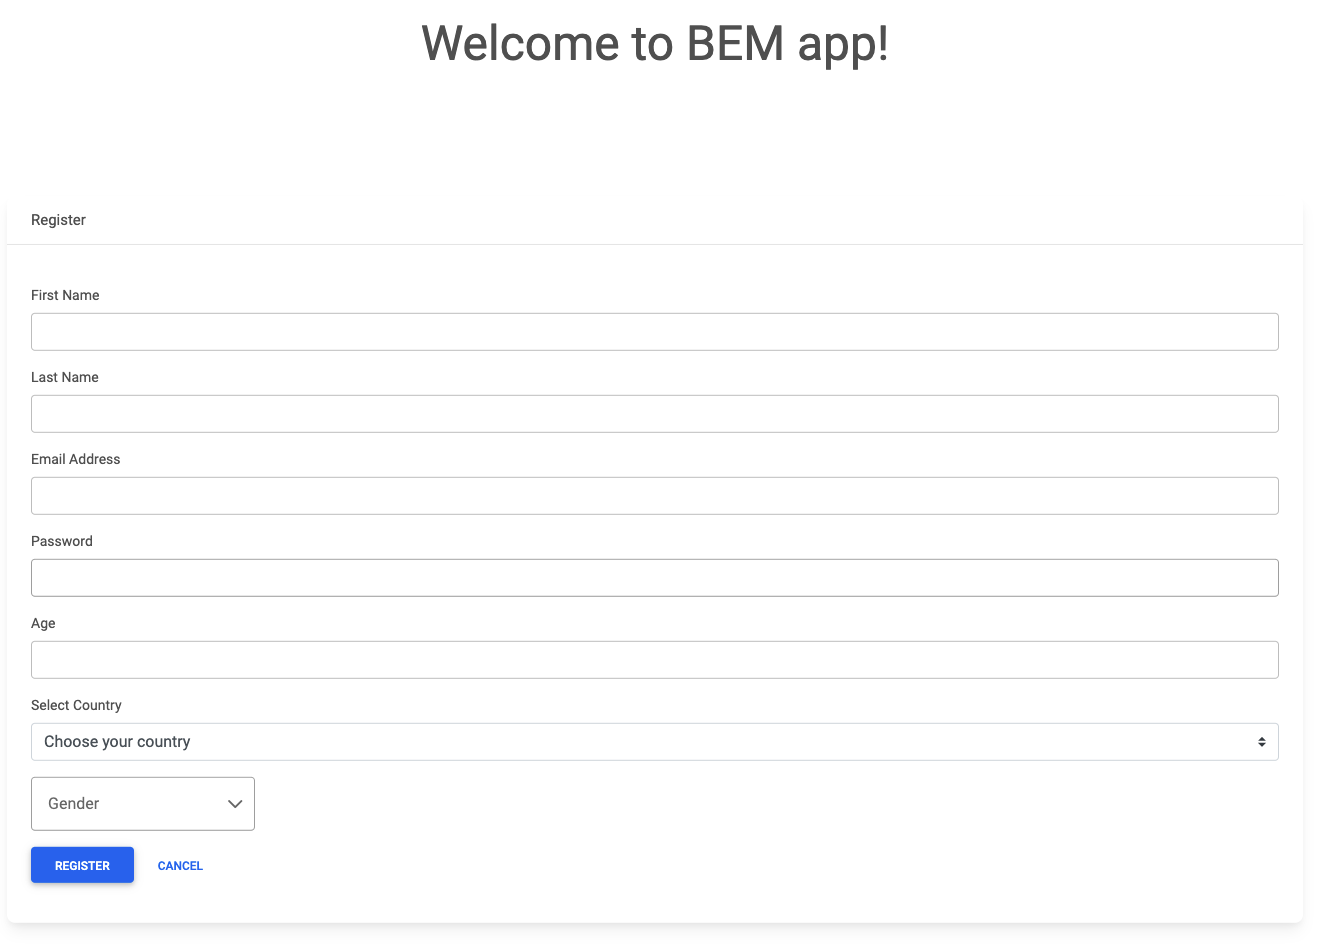 Welcome to BEM app!
Register
First Name
Last Name
Email Address
Password
Age
Select Country
Choose your country
Gender
REGISTER CANCEL